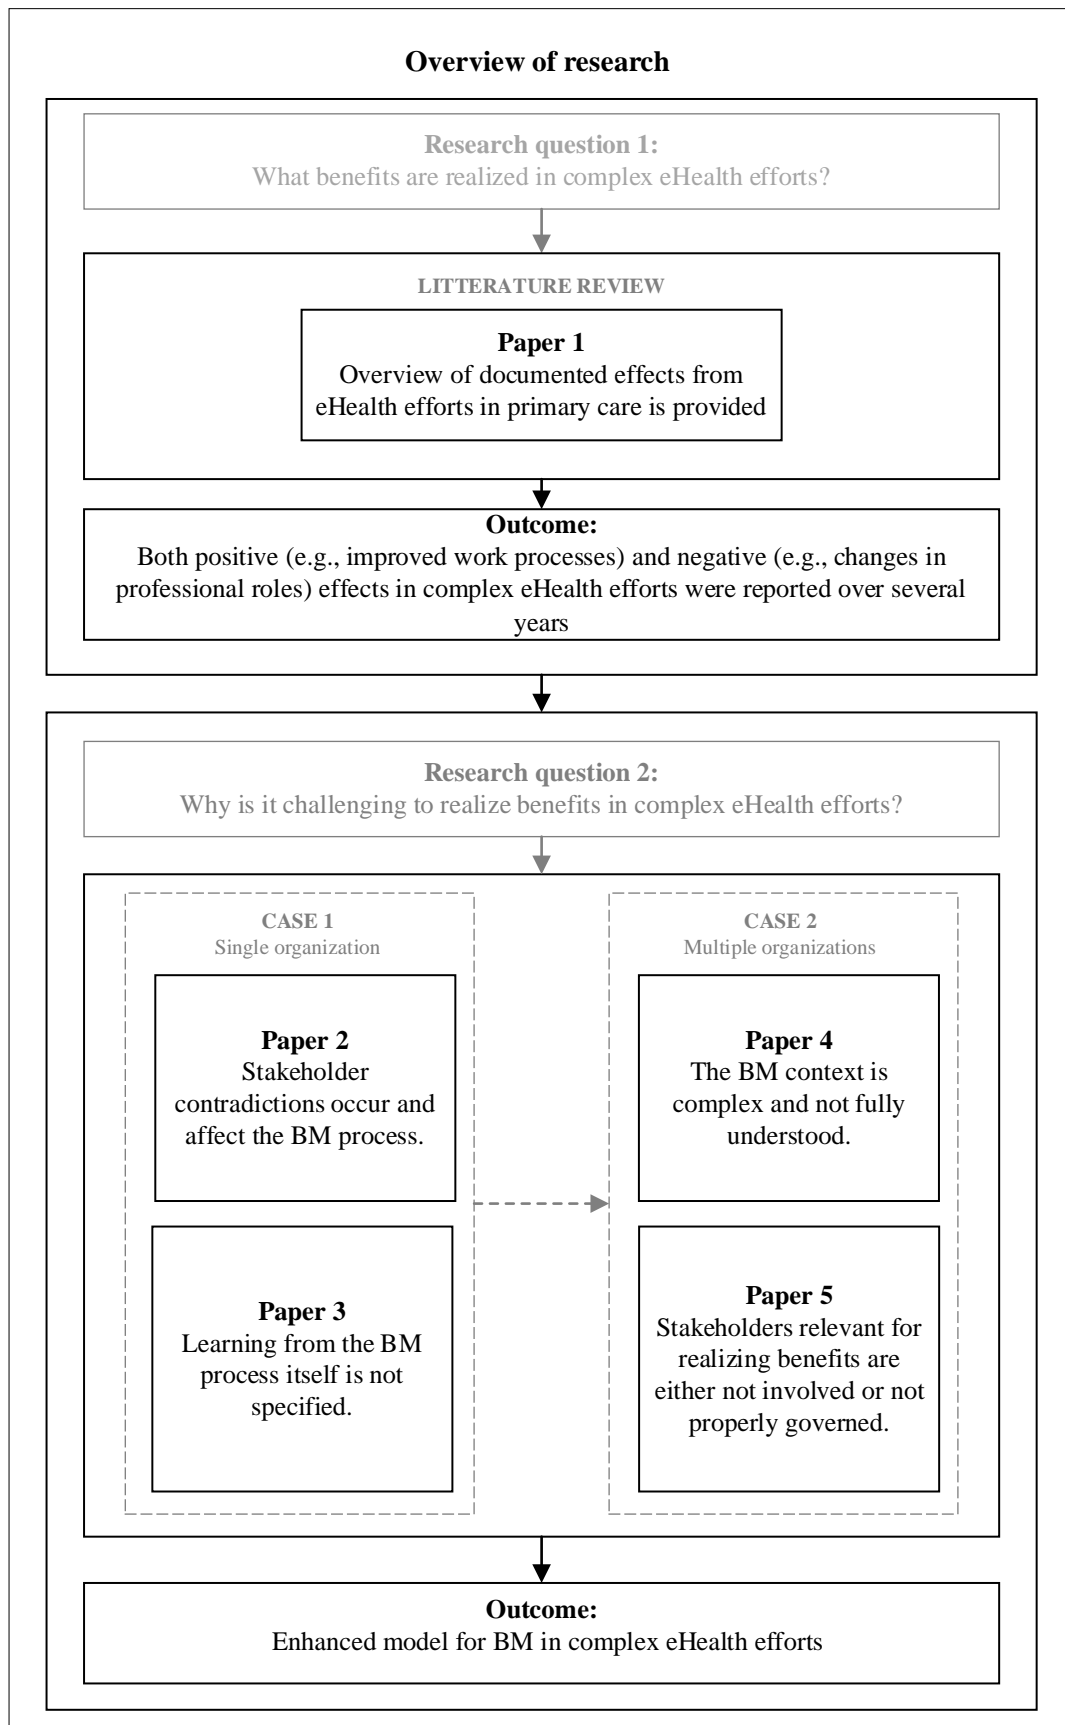 Overview of research
Research question 1:
What benefits are realized in complex eHealth efforts?
LITTERATURE REVIEW
Paper 1
Overview of documented effects from
eHealth efforts in primary care is provided
Outcome:
Both positive (e.g., improved work processes) and negative (e.g., changes in
professional roles) effects in complex eHealth efforts were reported over several
years
Research question 2:
Why is it challenging to realize benefits in complex eHealth efforts?
CASE 1
Single organization
Paper 2
Stakeholder
contradictions occur and
affect the BM process.
Paper 3
Learning from the BM
process itself is not
specified.
CASE 2
Multiple organizations
Paper 4
The BM context is
complex and not fully
understood.
Paper 5
Stakeholders relevant for
realizing benefits are
either not involved or not
properly governed.
Outcome:
Enhanced model for BM in complex eHealth efforts